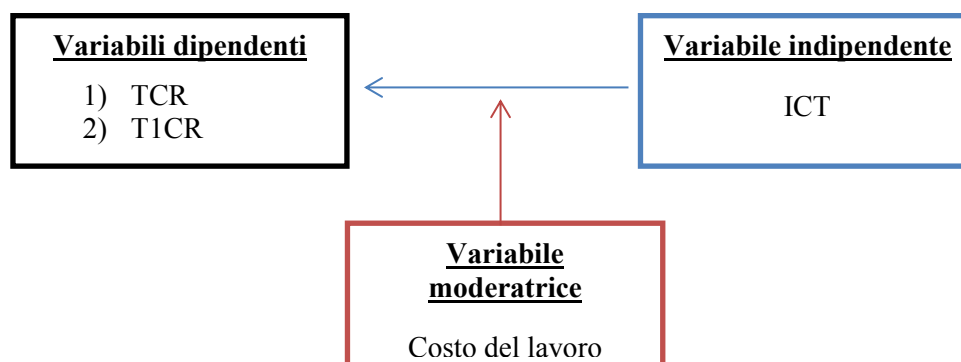 Variabili dipendenti
1) TCR
2) T1CR
Variabile indipendente
ICT
Variabile
moderatrice
Costo del lavoro